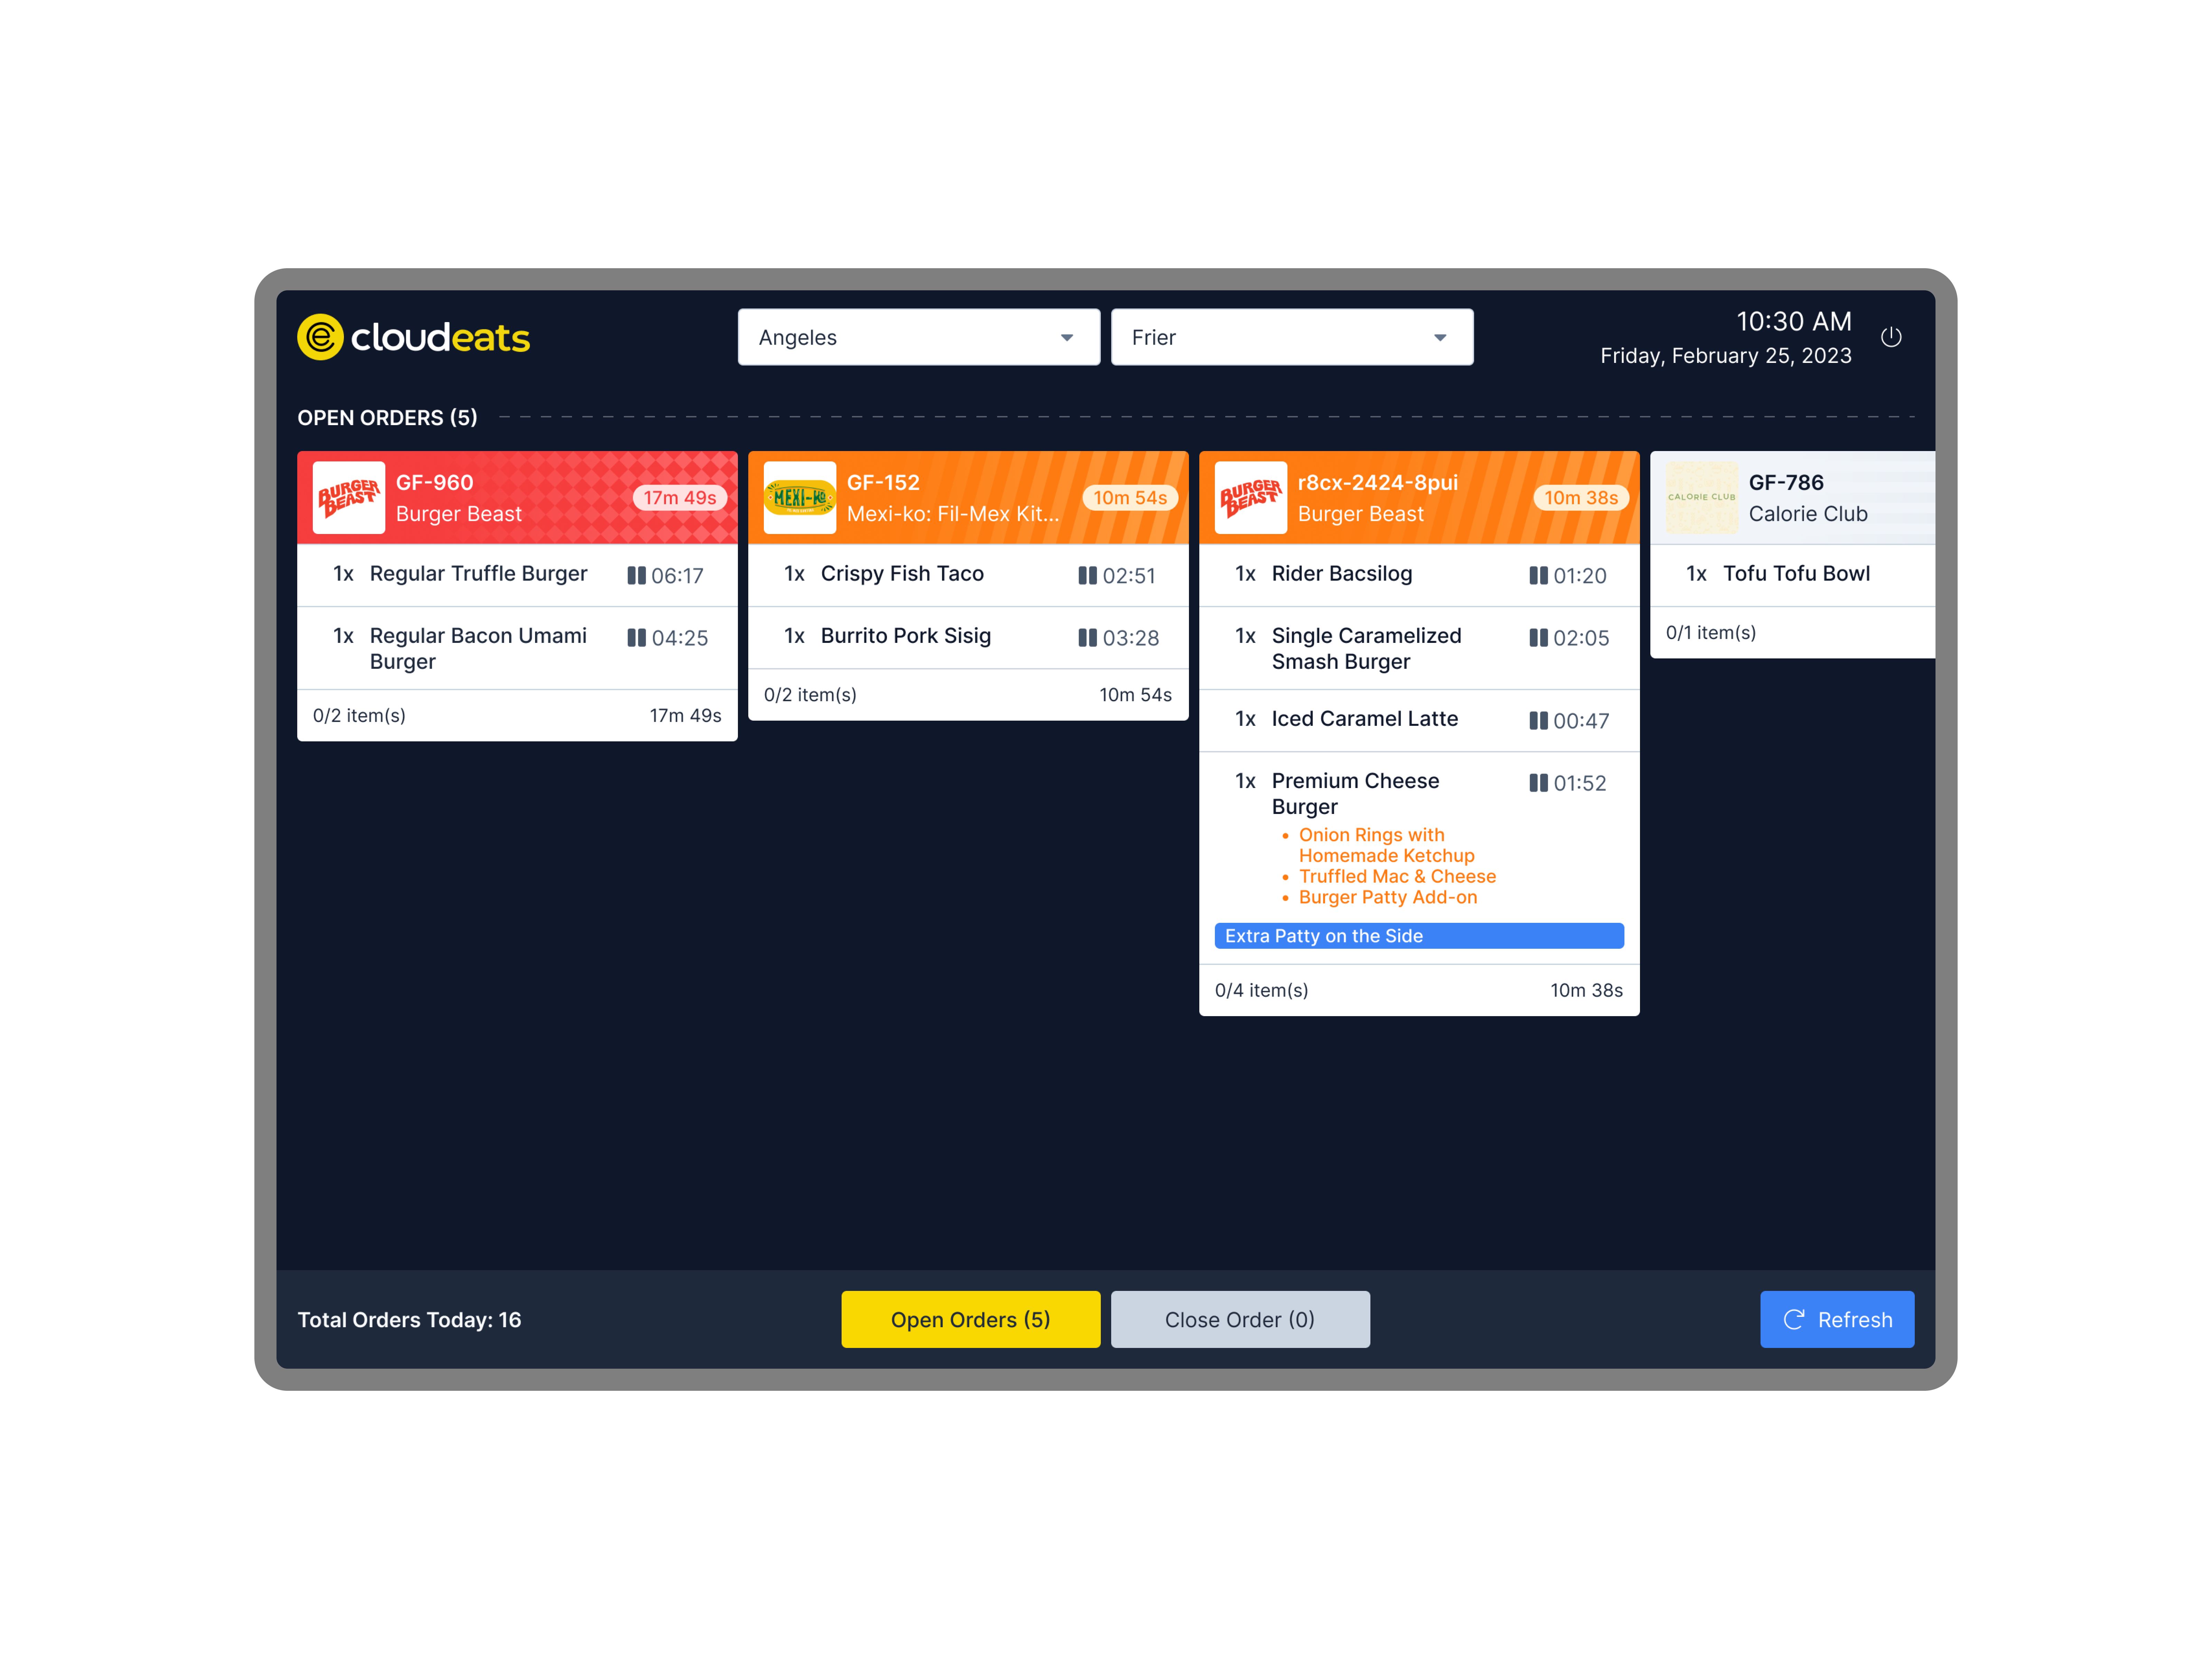 cloudeats
Angeles
Frier
10:30 AM
Friday, February 25, 2023
OPEN ORDERS (5)
BURGER
BEAST
GF-960
Burger Beast
17m 49s
1x Regular Truffle Burger 06:17
1x Regular Bacon Umami
Burger
04:25
0/2 item(s) 17m 49s
MEXI-KO
GF-152
Mexi-ko: Fil-Mex Kit...
10m 54s
1x Crispy Fish Taco 02:51
1x Burrito Pork Sisig 03:28
0/2 item(s) 10m 54s
BURGER
BEAST
r8cx-2424-8pui
Burger Beast
10m 38s
1x Rider Bacsilog 01:20
1x Single Caramelized
Smash Burger
02:05
1x Iced Caramel Latte 00:47
1x Premium Cheese
Burger
01:52
• Onion Rings with
Homemade Ketchup
• Truffled Mac & Cheese
• Burger Patty Add-on
Extra Patty on the Side
0/4 item(s) 10m 38s
CALORIE CLUB
GF-786
Calorie Club
1x Tofu Tofu Bowl
0/1 item(s)
Total Orders Today: 16
Open Orders (5)
Close Order (0)
Refresh